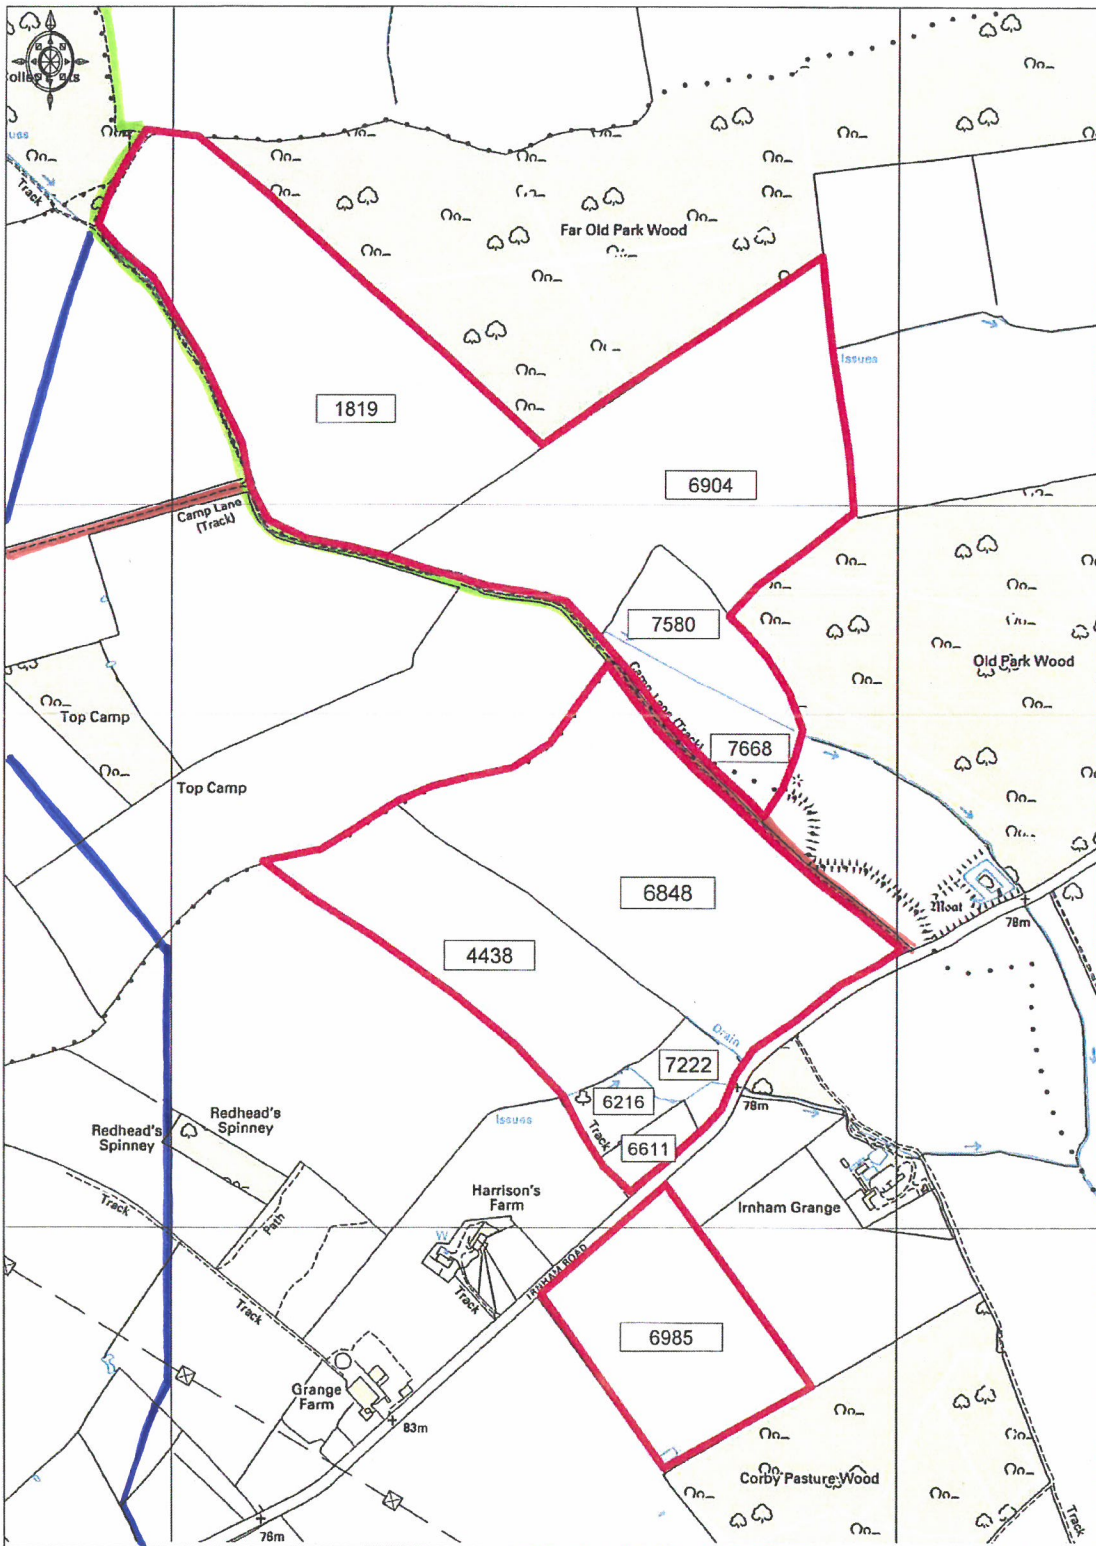 Track
Far Old Park Wood
Issues
1819
6904
Camp Lane
(Track)
7580
Camp Lane (Track)
Old Park Wood
Top Camp
7668
Top Camp
6848
Moat
78m
4438
Drain
7222
78m
6216
Issues
Redhead's
Spinney
Redhead's
Spinney
Track
6611
Harrison's
Farm
Irnham Grange
Track
Path
W
IRNHAM ROAD
Track
Track
6985
Grange
Farm
83m
Corby Pasture Wood
76m
Track